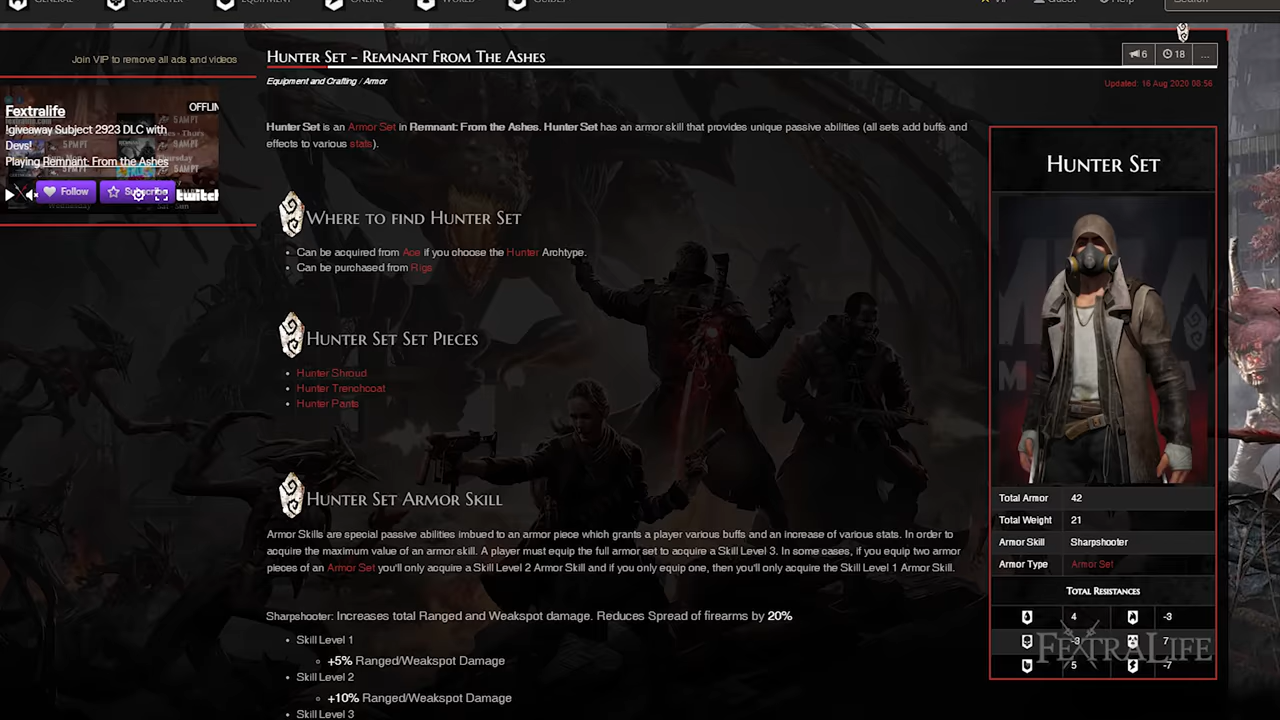 GENERAL CHARACTER EQUIPMENT ONLINE WORLD GUIDES VIP Guest Help Search
Join VIP to remove all ads and videos
Fextralife
OFFLIN
!giveaway Subject 2923 DLC with
Devs!
Playing Remnant: From the Ashes
Follow Subscribe twitch
Hunter Set - Remnant From The Ashes
6 18 ...
Equipment and Crafting / Armor
Updated: 16 Aug 2020 08:56
Hunter Set is an Armor Set in Remnant: From the Ashes. Hunter Set has an armor skill that provides unique passive abilities (all sets add buffs and
effects to various stats).
Where to find Hunter Set
Can be acquired from Ace if you choose the Hunter Archtype.
Can be purchased from Rigs
Hunter Set Set Pieces
Hunter Shroud
Hunter Trenchcoat
Hunter Pants
Hunter Set Armor Skill
Armor Skills are special passive abilities imbued to an armor piece which grants a player various buffs and an increase of various stats. In order to
acquire the maximum value of an armor skill. A player must equip the full armor set to acquire a Skill Level 3. In some cases, if you equip two armor
pieces of an Armor Set you'll only acquire a Skill Level 2 Armor Skill and if you only equip one, then you'll only acquire the Skill Level 1 Armor Skill.
Sharpshooter: Increases total Ranged and Weakspot damage. Reduces Spread of firearms by 20%
Skill Level 1
+5% Ranged/Weakspot Damage
Skill Level 2
+10% Ranged/Weakspot Damage
Skill Level 3
Hunter Set
Total Armor 42
Total Weight 21
Armor Skill Sharpshooter
Armor Type Armor Set
Total Resistances
4 -3
-3 7
5 -7
FextraLife